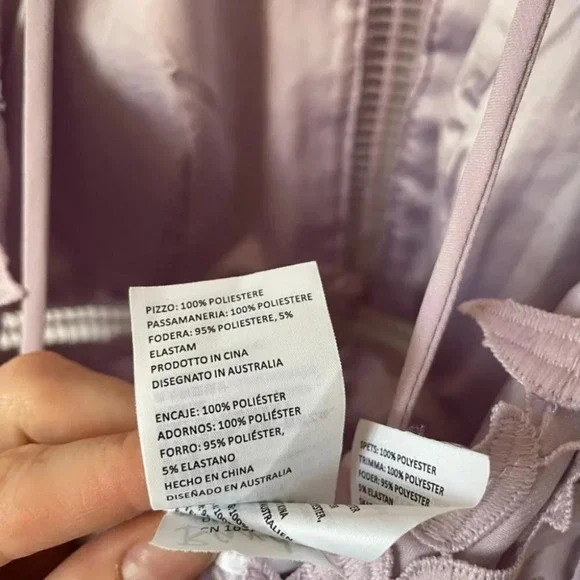 PIZZO: 100% POLIESTERE
PASSAMANERIA: 100% POLIESTERE
FODERA: 95% POLIESTERE, 5%
ELASTAM
PRODOTTO IN CINA
DISEGNATO IN AUSTRALIA
ENCAJE: 100% POLIÉSTER
ADORNOS: 100% POLIÉSTER
FORRO: 95% POLIÉSTER,
5% ELASTANO
HECHO EN CHINA
DISEÑADO EN AUSTRALIA
SPETS: 100% POLYESTER
TRIMMA: 100% POLYESTER
FODER: 95% POLYESTER
5% ELASTAN